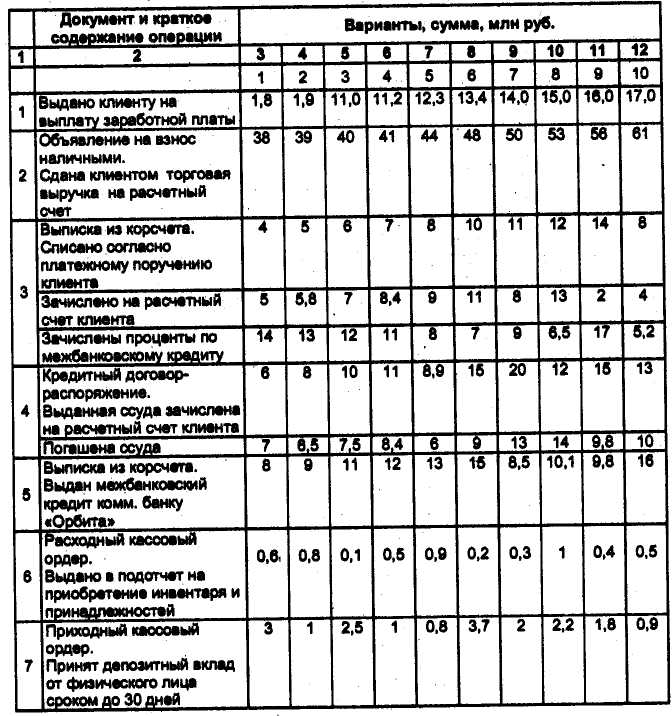 Документ и краткое содержание операции | Варианты, сумма, млн руб.
1 | 2 | 3 | 4 | 5 | 6 | 7 | 8 | 9 | 10 | 11 | 12
1 | 2 | 3 | 4 | 5 | 6 | 7 | 8 | 9 | 10
1 | Выдано клиенту на | 1,8 | 1,9 | 11,0 | 11,2 | 12,3 | 13,4 | 14,0 | 15,0 | 16,0 | 17,0
выплату заработной платы
2 | Объявление на взнос | 38 | 39 | 40 | 41 | 44 | 48 | 50 | 53 | 56 | 61
наличными.
Сдана клиентом торговая
выручка на расчетный
счет
3 | Выписка из корсчета. | 4 | 5 | 6 | 7 | 8 | 10 | 11 | 12 | 14 | 8
Списано согласно
платежному поручению
клиента
Зачислено на расчетный | 5 | 5,8 | 7 | 8,4 | 9 | 11 | 8 | 13 | 2 | 4
счет клиента
Зачислены проценты по | 14 | 13 | 12 | 11 | 8 | 7 | 9 | 6,5 | 17 | 5,2
межбанковскому кредиту
4 | Кредитный договор- | 6 | 8 | 10 | 11 | 8,9 | 15 | 20 | 12 | 15 | 13
распоряжение.
Выданная ссуда зачислена
на расчетный счет клиента
Погашена ссуда | 7 | 6,5 | 7,5 | 8,4 | 6 | 9 | 13 | 14 | 9,8 | 10
5 | Выписка из корсчета. | 8 | 9 | 11 | 12 | 13 | 15 | 8,5 | 10,1 | 9,8 | 16
Выдан межбанковский
кредит комм. банку
«Орбита»
6 | Расходный кассовый
ордер. | 0,6 | 0,8 | 0,1 | 0,5 | 0,9 | 0,2 | 0,3 | 1 | 0,4 | 0,5
Выдано в подотчет на
приобретение инвентаря и
принадлежностей
7 | Приходный кассовый | 3 | 1 | 2,5 | 1 | 0,8 | 3,7 | 2 | 2,2 | 1,8 | 0,9
ордер.
Принят депозитный вклад
от физического лица
сроком до 30 дней